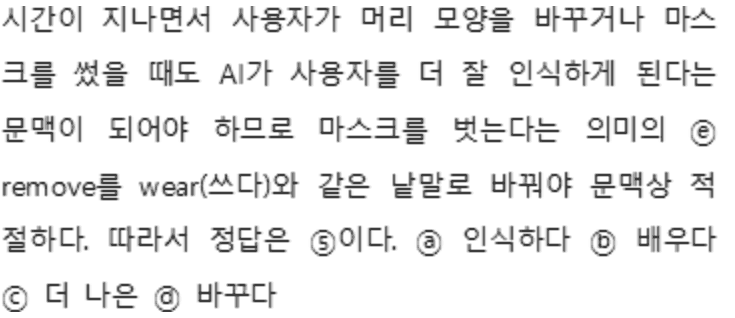 시간이 지나면서 사용자가 머리 모양을 바꾸거나 마스
크를 썼을 때도 AI가 사용자를 더 잘 인식하게 된다는
문맥이 되어야 하므로 마스크를 벗는다는 의미의 ⓔ
remove를 wear(쓰다)와 같은 낱말로 바꿔야 문맥상 적
절하다. 따라서 정답은 ⑤이다. ⓐ 인식하다 ⓑ 배우다
ⓒ 더 나은 ⓓ 바꾸다